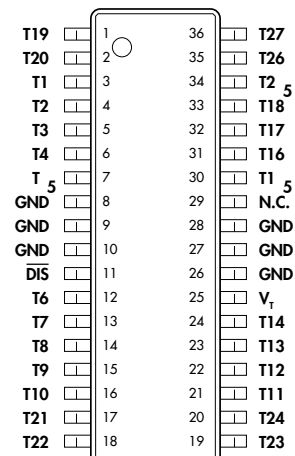 T19 1 36 T27
T20 2 35 T26
T1 3 34 T25
T2 4 33 T18
T3 5 32 T17
T4 6 31 T16
T5 7 30 T15
GND 8 29 N.C.
GND 9 28 GND
GND 10 27 GND
DIS 11 26 GND
T6 12 25 VT
T7 13 24 T14
T8 14 23 T13
T9 15 22 T12
T10 16 21 T11
T21 17 20 T24
T22 18 19 T23